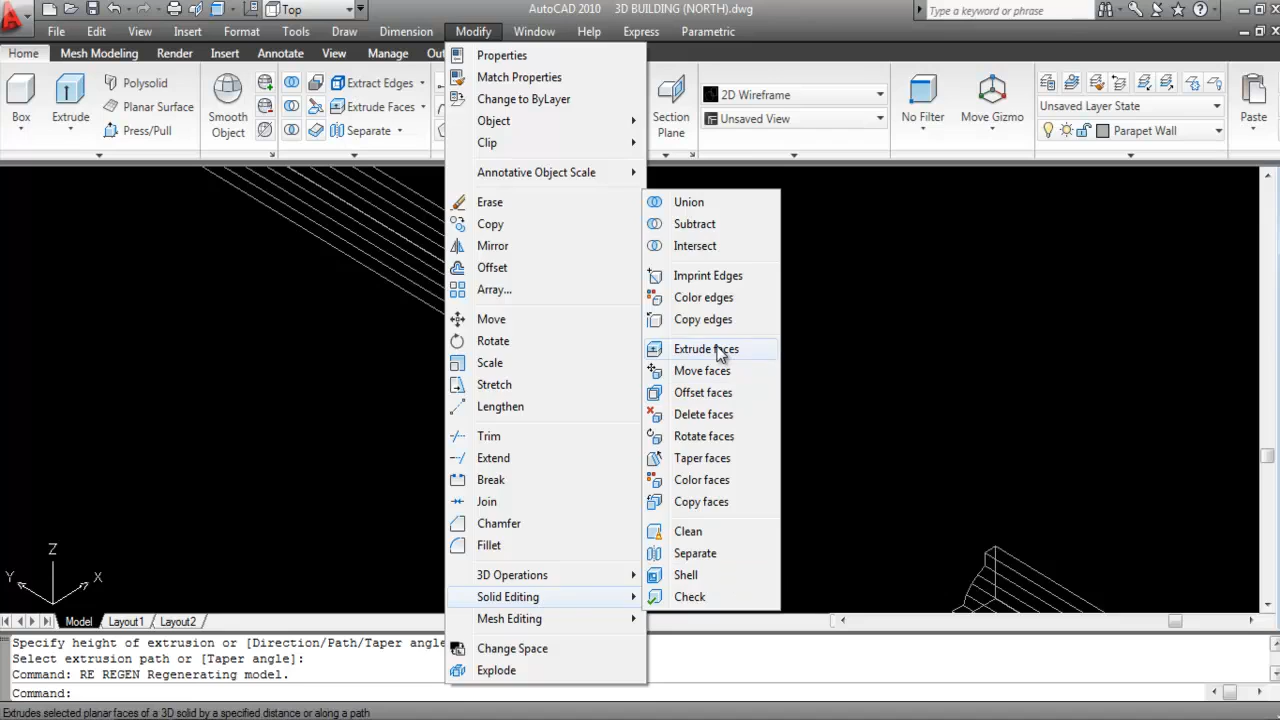 Top
AutoCAD 2010 3D BUILDING (NORTH).dwg
Type a keyword or phrase
File Edit View Insert Format Tools Draw Dimension Modify Window Help Express Parametric
Home Mesh Modeling Render Insert Annotate View Manage Out
Box
Extrude
Polysolid
Planar Surface
Press/Pull
Smooth
Object
Extract Edges
Extrude Faces
Separate
Section
Plane
2D Wireframe
Unsaved View
No Filter
Move Gizmo
Unsaved Layer State
Parapet Wall
Paste
Properties
Match Properties
Change to ByLayer
Object
Clip
Annotative Object Scale
Erase
Copy
Mirror
Offset
Array...
Move
Rotate
Scale
Stretch
Lengthen
Trim
Extend
Break
Join
Chamfer
Fillet
3D Operations
Solid Editing
Mesh Editing
Change Space
Explode
Union
Subtract
Intersect
Imprint Edges
Color edges
Copy edges
Extrude faces
Move faces
Offset faces
Delete faces
Rotate faces
Taper faces
Color faces
Copy faces
Clean
Separate
Shell
Check
Z
Y X
Model Layout1 Layout2
Specify height of extrusion or [Direction/Path/Taper angle
Select extrusion path or [Taper angle]:
Command: RE REGEN Regenerating model.
Command:
Extrudes selected planar faces of a 3D solid by a specified distance or along a path